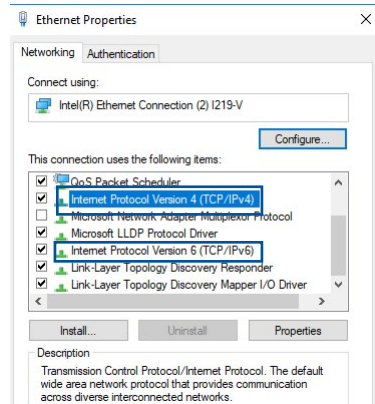 Ethernet Properties
Networking Authentication
Connect using:
Intel(R) Ethernet Connection (2) I219-V
Configure...
This connection uses the following items:
QoS Packet Scheduler
Internet Protocol Version 4 (TCP/IPv4)
Microsoft Network Adapter Multiplexor Protocol
Microsoft LLDP Protocol Driver
Internet Protocol Version 6 (TCP/IPv6)
Link-Layer Topology Discovery Responder
Link-Layer Topology Discovery Mapper I/O Driver
Install... Uninstall Properties
Description
Transmission Control Protocol/Internet Protocol. The default
wide area network protocol that provides communication
across diverse interconnected networks.